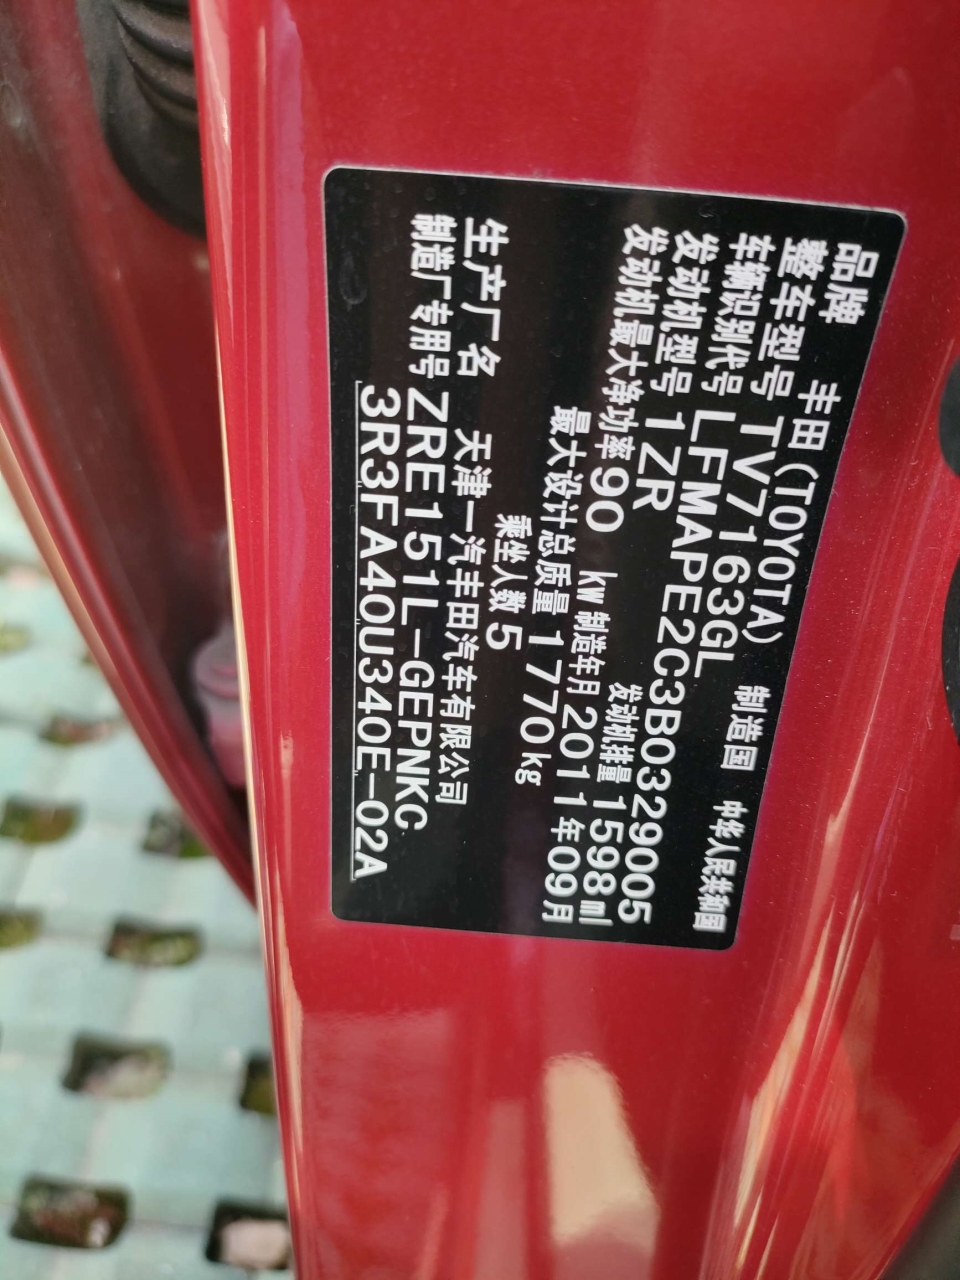 品牌 丰田(TOYOTA) 制造国 中华人民共和国
整车型号 TV7163GL
车辆识别代号 LFMAPE2C3B0329005
发动机型号 1ZR 发动机排量 1598ml
发动机最大净功率 90 kW 制造年月 2011年09月
最大设计总质量 1770kg
乘坐人数 5
生产厂名 天津一汽丰田汽车有限公司
制造厂专用号 ZRE151L-GEPNKC
3R3FA40U340E-02A